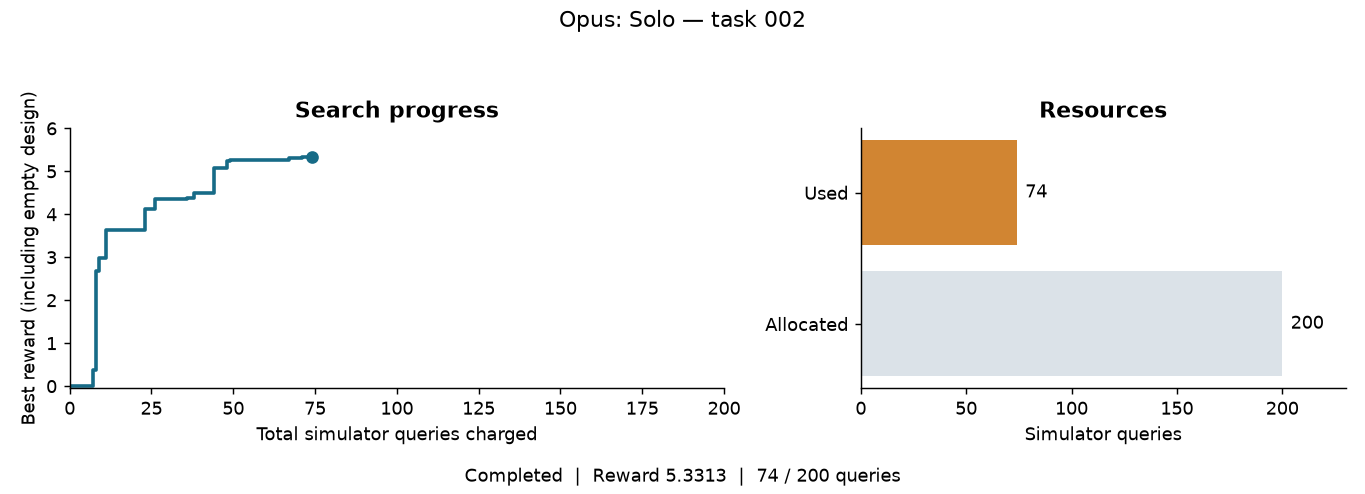 Opus: Solo — task 002
Search progress
Best reward (including empty design)
6
5
4
3
2
1
0
0 25 50 75 100 125 150 175 200
Total simulator queries charged
Resources
Used
74
Allocated
200
0 50 100 150 200
Simulator queries
Completed | Reward 5.3313 | 74 / 200 queries